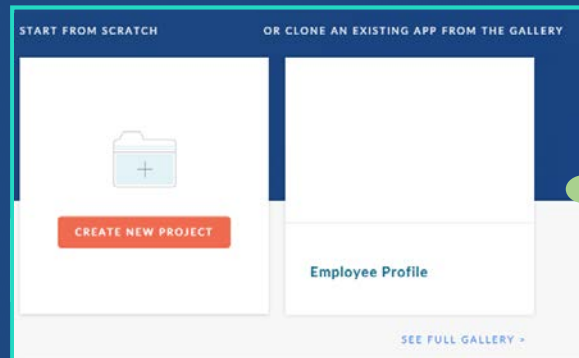 START FROM SCRATCH
OR CLONE AN EXISTING APP FROM THE GALLERY
CREATE NEW PROJECT
Employee Profile
SEE FULL GALLERY »